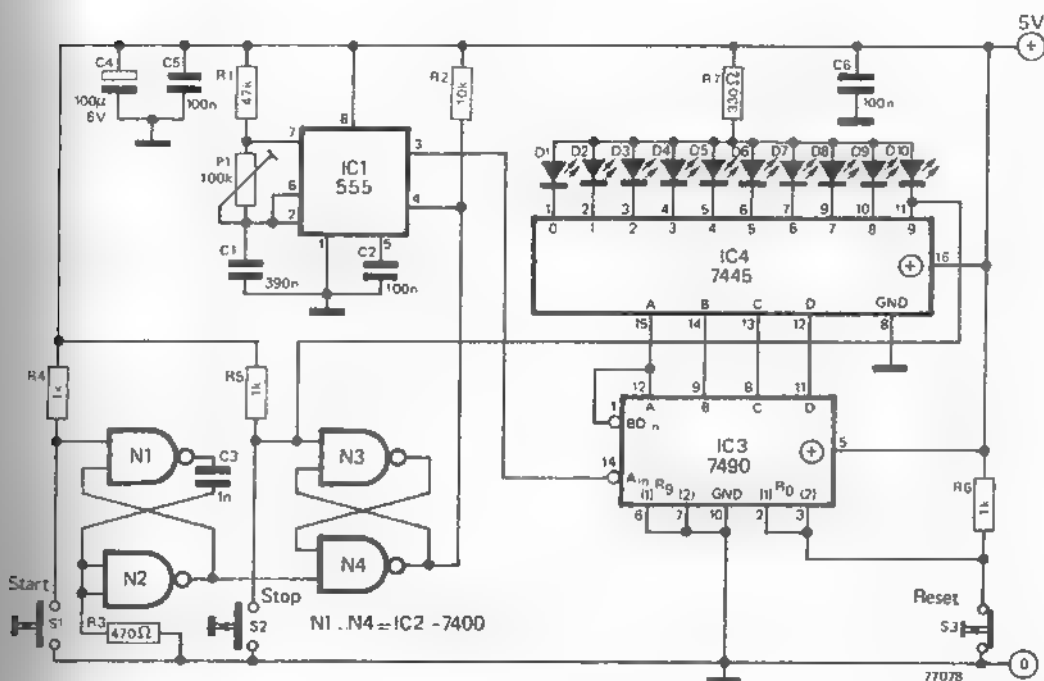 5V
+
C4
100µ
6V
C5
100n
R1
47k
R2
10k
R7
330Ω
C6
100n
P1
100k
7
6
2
8
IC1
555
3
4
1
5
C1
390n
C2
100n
D1 D2 D3 D4 D5 D6 D7 D8 D9 D10
1 2 3 4 5 6 7 9 10 11
0 1 2 3 4 5 6 7 8 9
IC4
7445
+
16
A B C D GND
15 14 13 12 8
R4
1k
R5
1k
12 9 8 11
A B C D
1
BD in
IC3
7490
+
5
14
A in
R9
(1) (2)
GND
R0
(1) (2)
6 7 10 2 3
R6
1k
N1
C3
1n
N2
N3
N4
Start
S1
R3
470Ω
Stop
S2
N1...N4 = IC2 - 7400
Reset
S3
77078
0